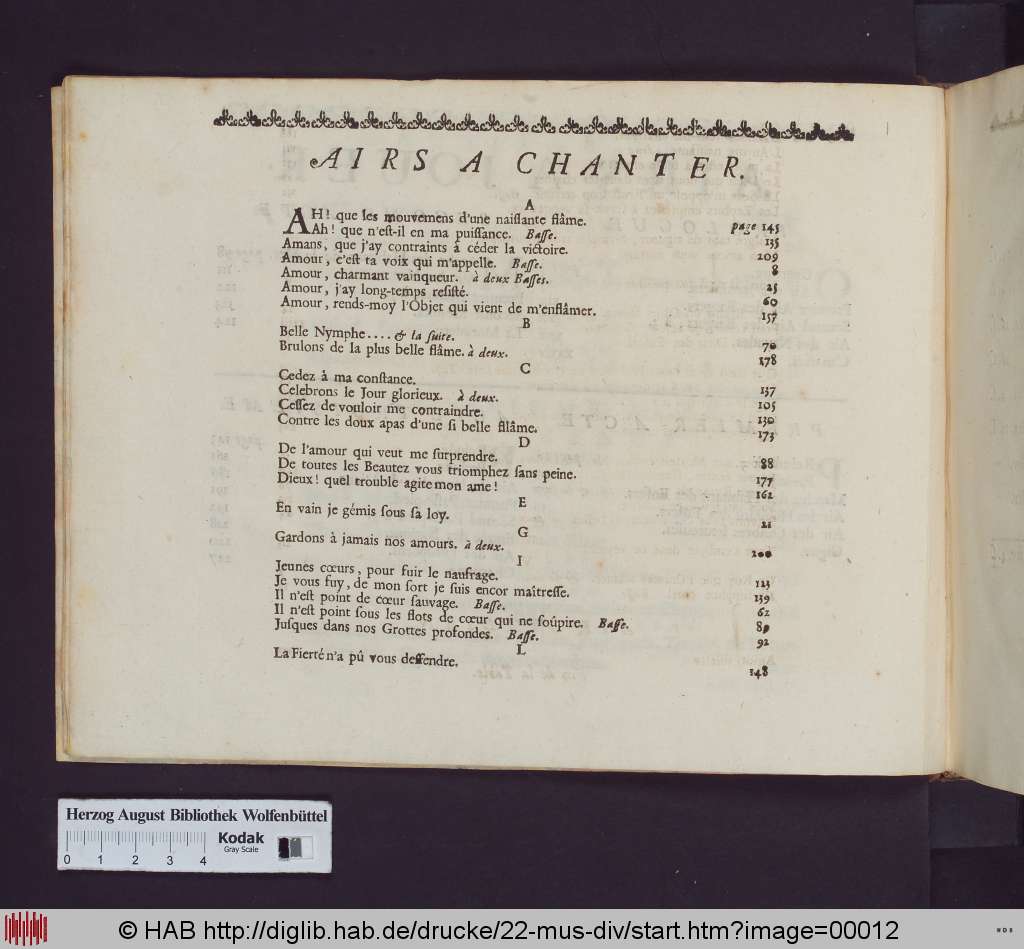 AIRS A CHANTER.
A
AH! que les mouvemens d'une naiſſante flâme. page 145
Ah! que n'eſt-il en ma puiſſance. Baſſe. 135
Amans, que j'ay contraints à céder la victoire. 209
Amour, c'eſt ta voix qui m'appelle. Baſſe. 8
Amour, charmant vainqueur. à deux Baſſes. 25
Amour, j'ay long-temps reſiſté. 60
Amour, rends-moy l'Objet qui vient de m'enflâmer. 157
B
Belle Nymphe.... & la ſuite. 70
Brulons de la plus belle flâme. à deux. 178
C
Cedez à ma conſtance. 137
Celebrons le Jour glorieux. à deux. 105
Ceſſez de vouloir me contraindre. 130
Contre les doux apas d'une ſi belle flâme. 173
D
De l'amour qui veut me ſurprendre. 88
De toutes les Beautez vous triomphez ſans peine. 177
Dieux! quel trouble agite mon ame! 162
E
En vain je gémis ſous ſa loy. 21
G
Gardons à jamais nos amours. à deux. 200
I
Jeunes cœurs, pour fuir le naufrage. 123
Je vous fuy, de mon ſort je ſuis encor maîtreſſe. 139
Il n'eſt point de cœur ſauvage. Baſſe. 62
Il n'eſt point ſous les flots de cœur qui ne ſoûpire. Baſſe.
Juſques dans nos Grottes profondes. Baſſe. 92
L
La Fierté n'a pû vous deffendre. 148
Herzog August Bibliothek Wolfenbüttel
Kodak
Gray Scale
0 1 2 3 4
© HAB http://diglib.hab.de/drucke/22-mus-div/start.htm?image=00012